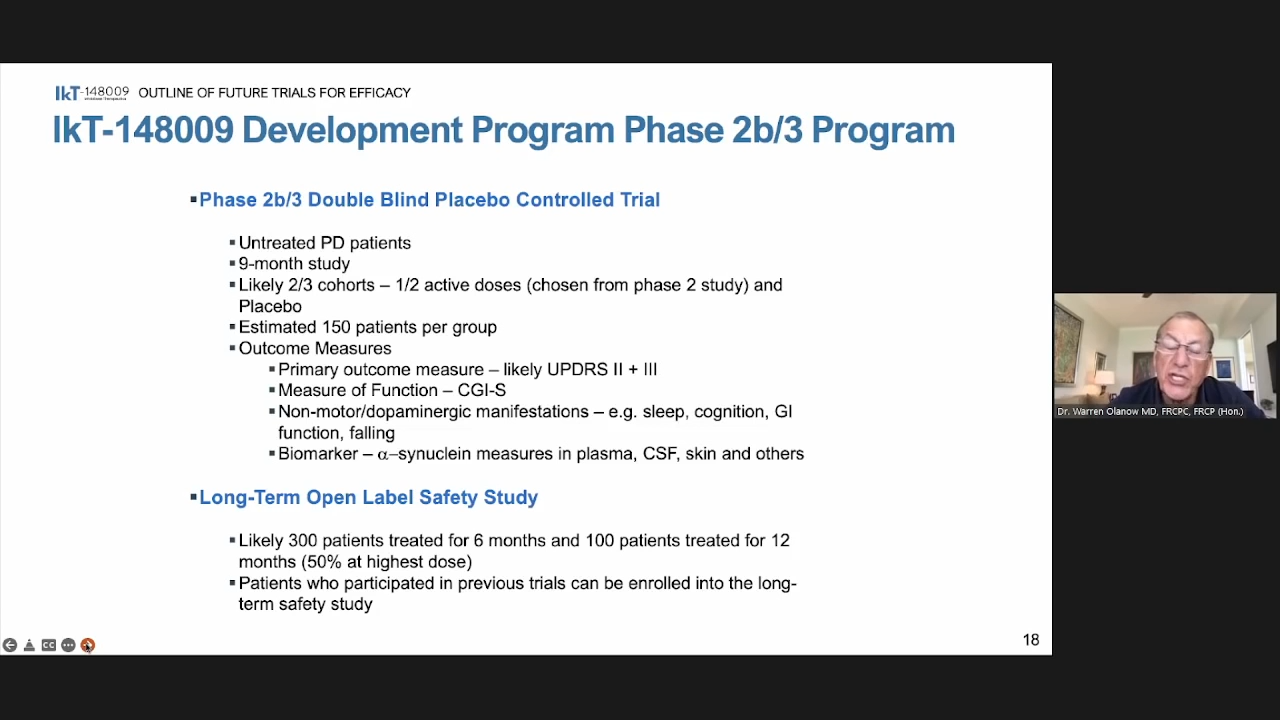 IkT-148009 OUTLINE OF FUTURE TRIALS FOR EFFICACY
IkT-148009 Development Program Phase 2b/3 Program
▪Phase 2b/3 Double Blind Placebo Controlled Trial
▪Untreated PD patients
▪9-month study
▪Likely 2/3 cohorts – 1/2 active doses (chosen from phase 2 study) and
Placebo
▪Estimated 150 patients per group
▪Outcome Measures
▪Primary outcome measure – likely UPDRS II + III
▪Measure of Function – CGI-S
▪Non-motor/dopaminergic manifestations – e.g. sleep, cognition, GI
function, falling
▪Biomarker – α–synuclein measures in plasma, CSF, skin and others
▪Long-Term Open Label Safety Study
▪Likely 300 patients treated for 6 months and 100 patients treated for 12
months (50% at highest dose)
▪Patients who participated in previous trials can be enrolled into the long-
term safety study
18
CC
Dr. Warren Olanow MD, FRCPC, FRCP (Hon.)